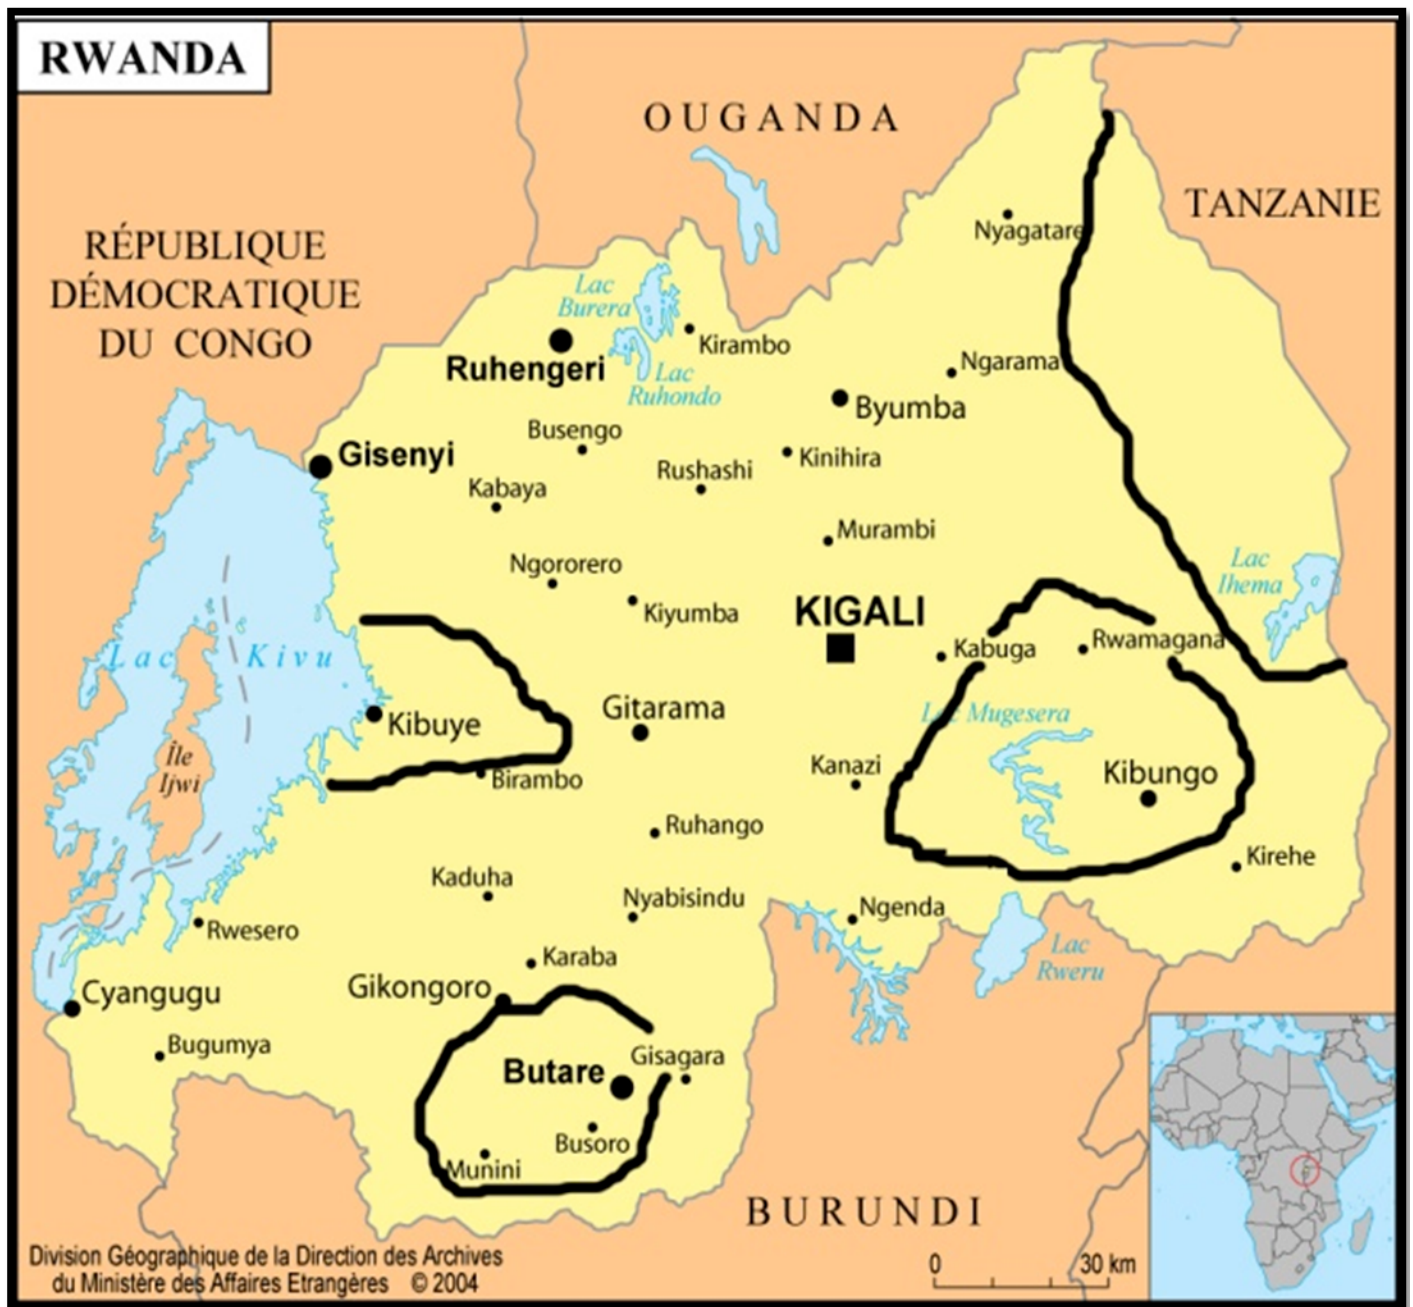 RWANDA
OUGANDA
TANZANIE
RÉPUBLIQUE
DÉMOCRATIQUE
DU CONGO
Nyagatare
Lac
Burera
Kirambo
Ruhengeri
Lac
Ruhondo
Ngarama
Byumba
Busengo
Gisenyi
Kinihira
Rushashi
Kabaya
Murambi
Ngororero
Lac
Ihema
Kiyumba
KIGALI
Kabuga
Rwamagana
Lac Kivu
Kibuye
Gitarama
Lac Mugesera
Île
Ijwi
Birambo
Kanazi
Kibungo
Ruhango
Kirehe
Kaduha
Nyabisindu
Ngenda
Rwesero
Karaba
Lac
Rweru
Cyangugu
Gikongoro
Bugumya
Gisagara
Butare
Busoro
Munini
BURUNDI
Division Géographique de la Direction des Archives
du Ministère des Affaires Etrangères © 2004
0 30 km